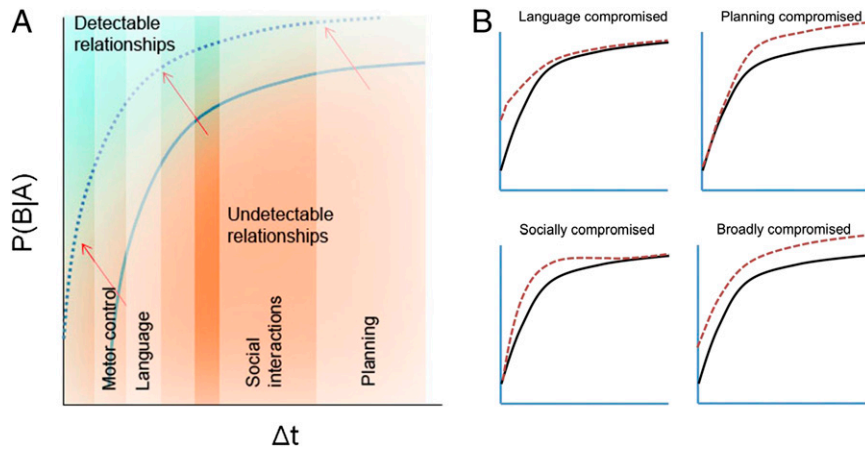 A
Detectable
relationships
Undetectable
relationships
Motor control
Language
Social
interactions
Planning
P(B|A)
Δt
B
Language compromised
Planning compromised
Socially compromised
Broadly compromised